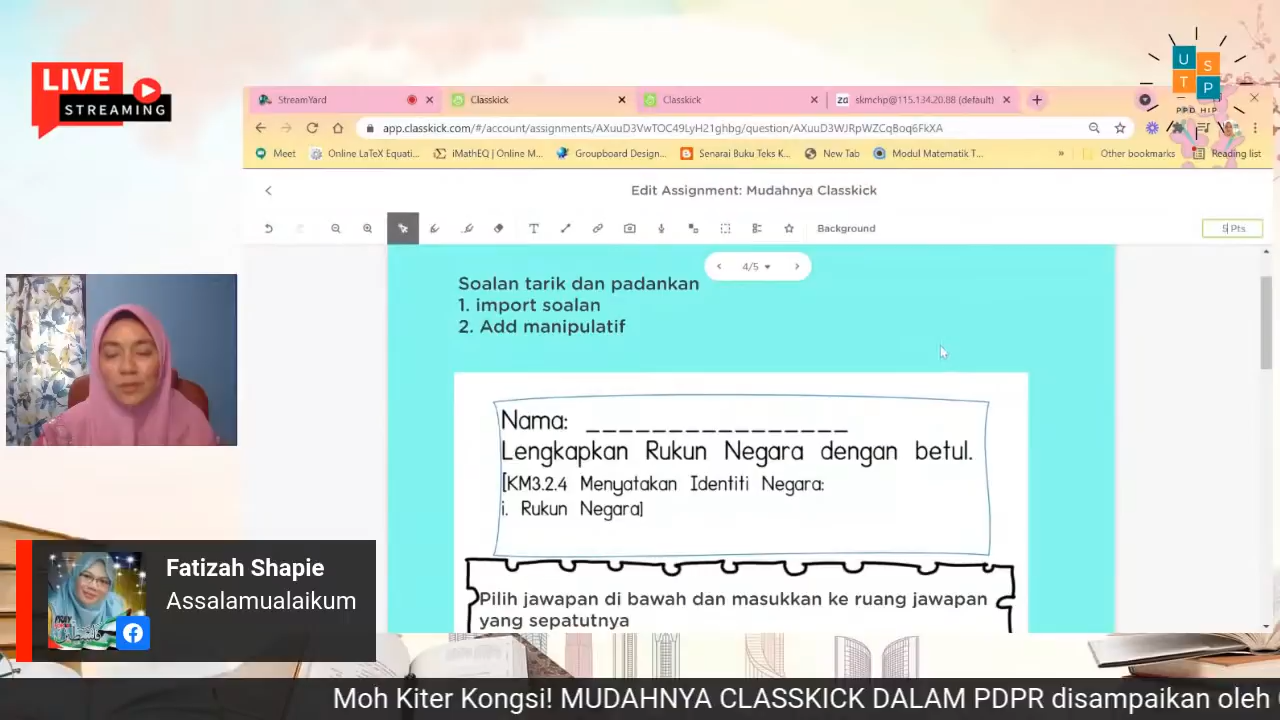 LIVE
STREAMING
U S
T P
PPD HIP
StreamYard
Classkick
Classkick
skmchp@115.134.20.88 (default)
app.classkick.com/#/account/assignments/AXuuD3VwTOC49LyH21ghbg/question/AXuuD3WJRpWZCqBoq6FkXA
Meet
Online LaTeX Equati...
iMathEQ | Online M...
Groupboard Design...
Senarai Buku Teks K...
New Tab
Modul Matematik T...
»
Other bookmarks
Reading list
Edit Assignment: Mudahnya Classkick
Background
5 Pts
4/5
Soalan tarik dan padankan
1. import soalan
2. Add manipulatif
Nama: _ _ _ _ _ _ _ _ _ _ _ _ _ _ _ _
Lengkapkan Rukun Negara dengan betul.
[KM3.2.4 Menyatakan Identiti Negara:
i. Rukun Negara]
Pilih jawapan di bawah dan masukkan ke ruang jawapan
yang sepatutnya
Fatizah Shapie
Assalamualaikum
Moh Kiter Kongsi! MUDAHNYA CLASSKICK DALAM PDPR disampaikan oleh